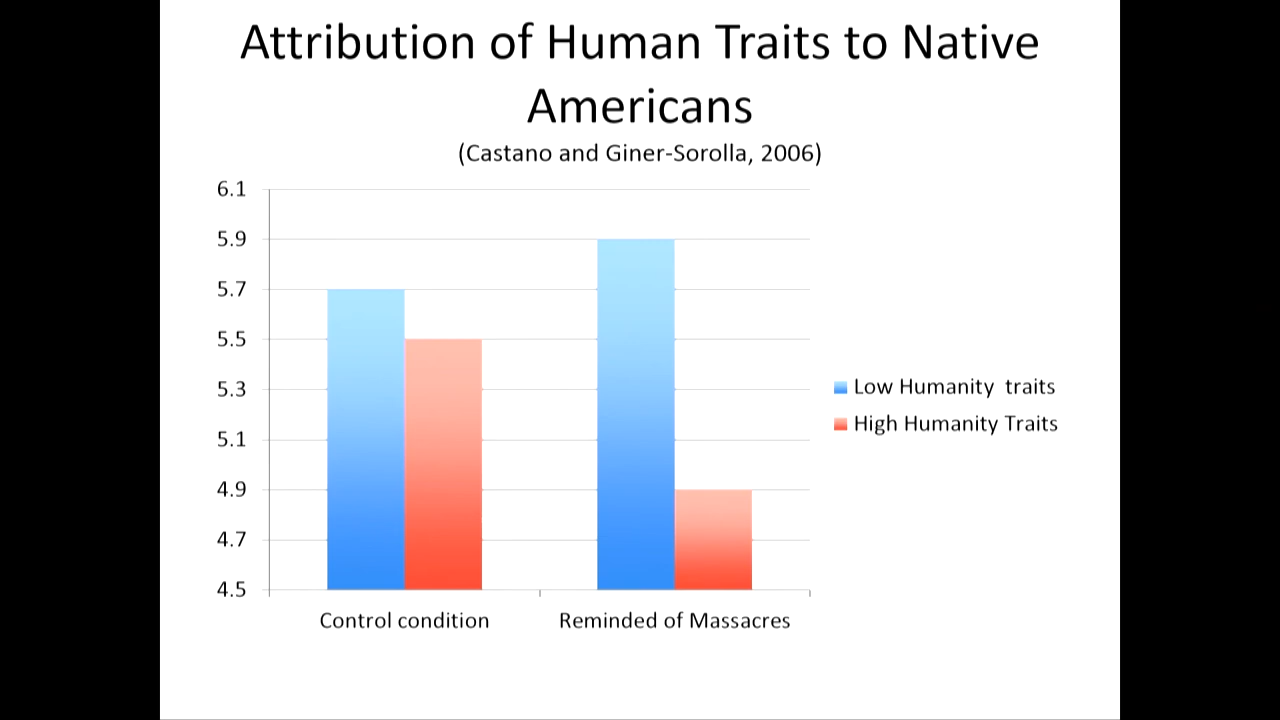 Attribution of Human Traits to Native
Americans
(Castano and Giner-Sorolla, 2006)
6.1
5.9
5.7
5.5
5.3
5.1
4.9
4.7
4.5
Control condition
Reminded of Massacres
Low Humanity traits
High Humanity Traits